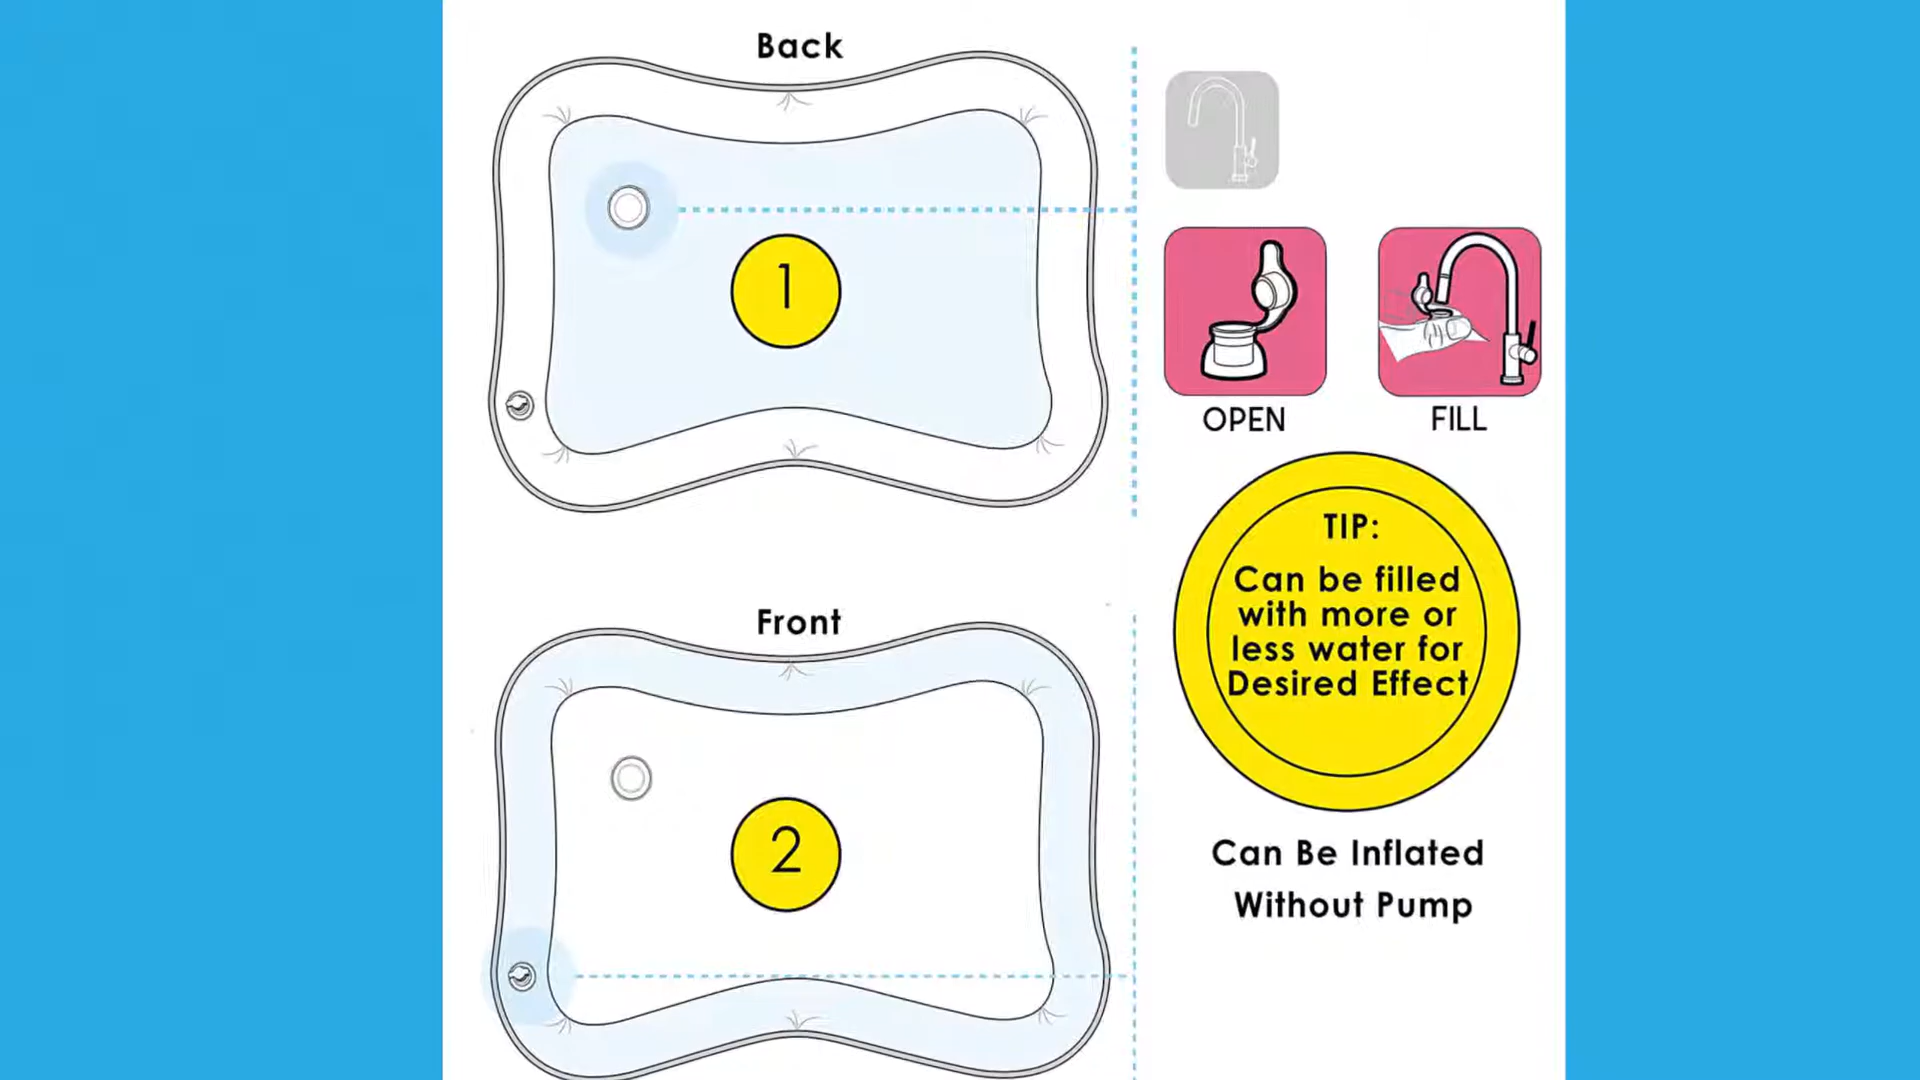 Back
1
OPEN
FILL
TIP:
Can be filled
with more or
less water for
Desired Effect
Front
2
Can Be Inflated
Without Pump